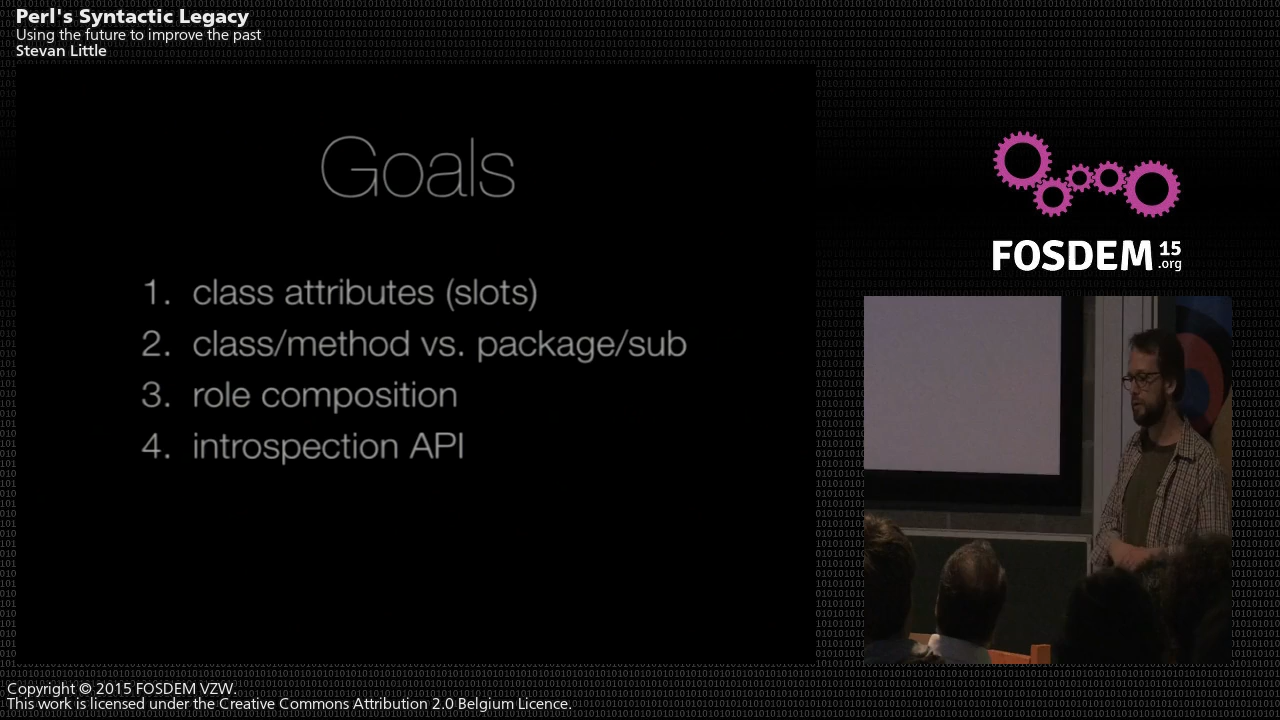 Perl's Syntactic Legacy
Using the future to improve the past
Stevan Little
Goals
1. class attributes (slots)
2. class/method vs. package/sub
3. role composition
4. introspection API
FOSDEM 15
.org
Copyright © 2015 FOSDEM VZW.
This work is licensed under the Creative Commons Attribution 2.0 Belgium Licence.